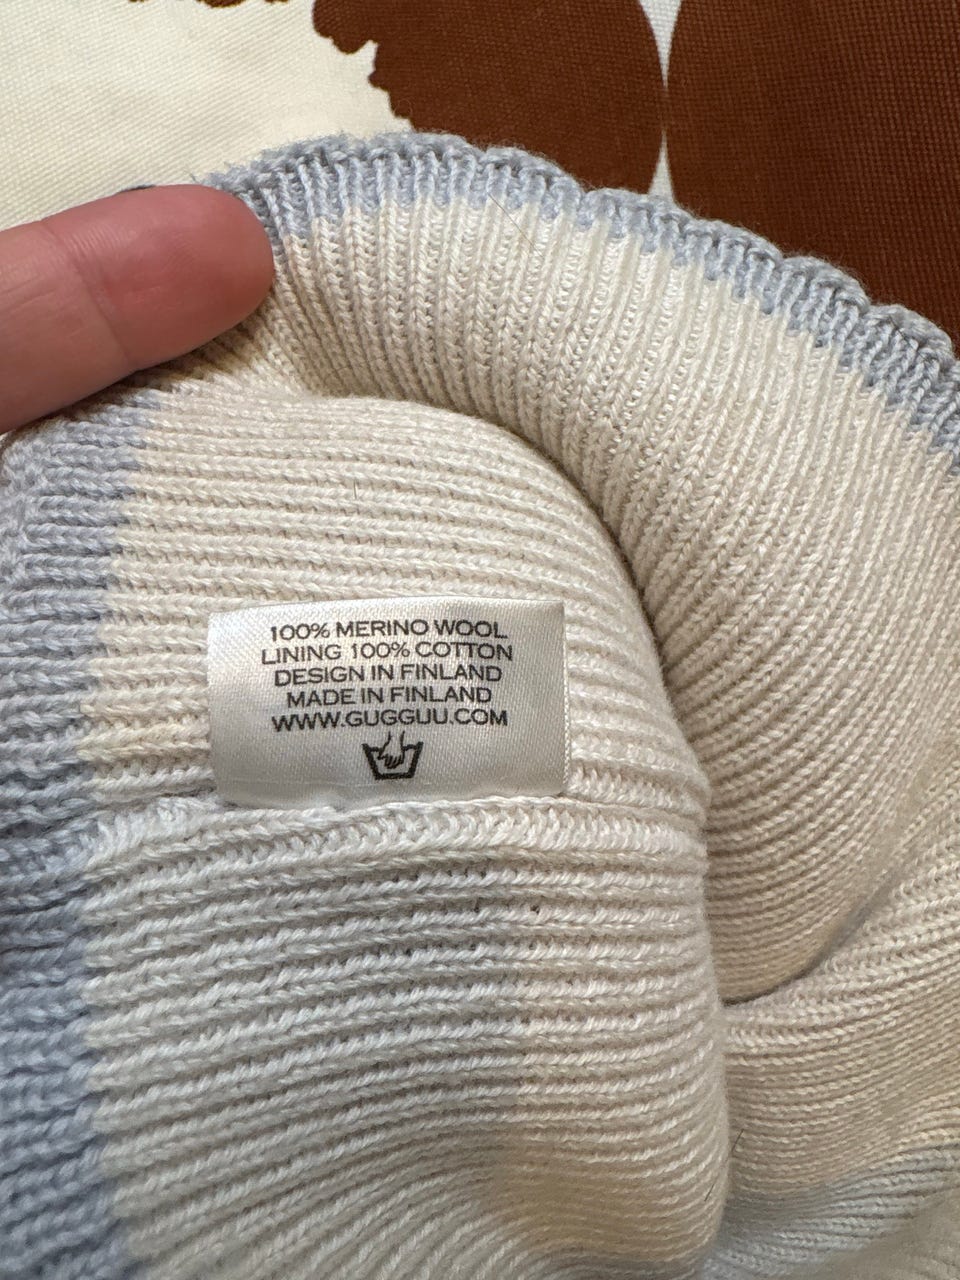 100% MERINO WOOL
LINING 100% COTTON
DESIGN IN FINLAND
MADE IN FINLAND
WWW.GUGGUU.COM